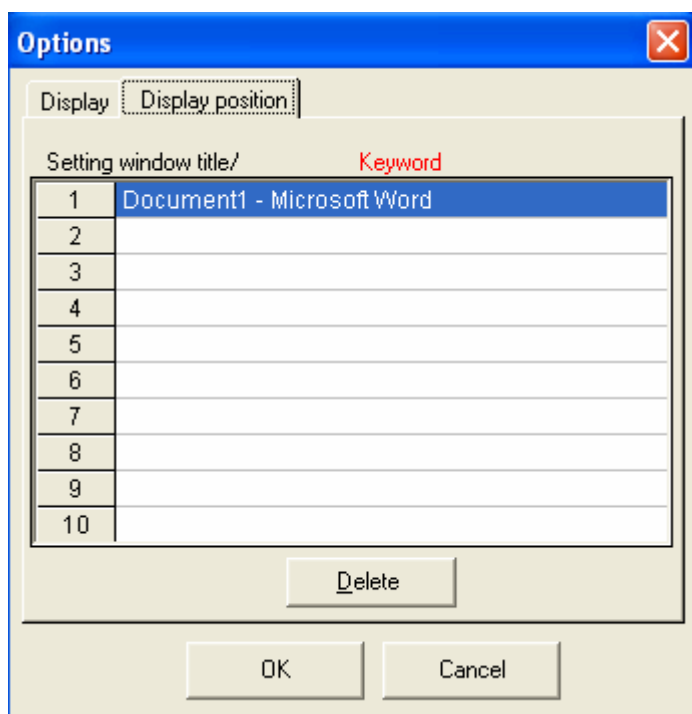 Options
Display Display position
Setting window title/ Keyword
1 Document1 - Microsoft Word
2
3
4
5
6
7
8
9
10
Delete
OK Cancel